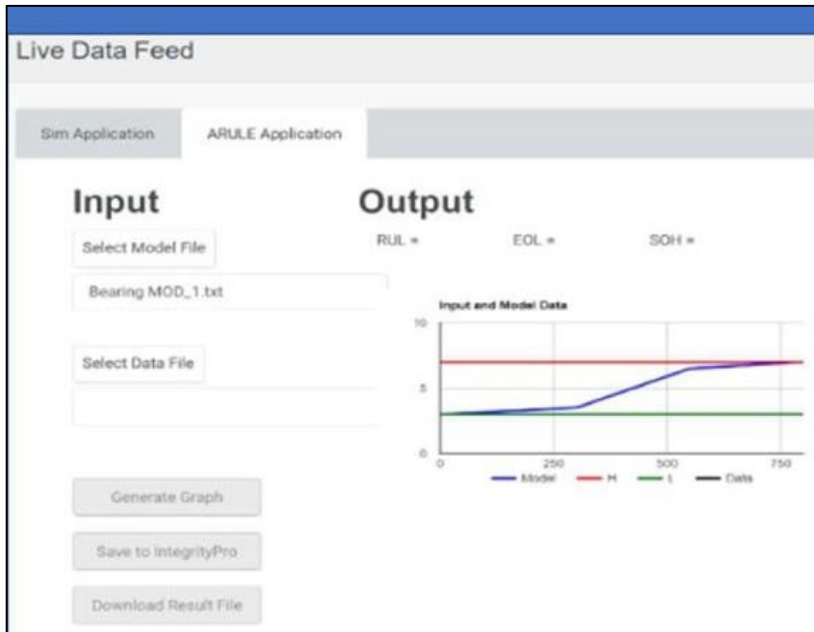 Live Data Feed
Sim Application
ARULE Application
Input
Output
Select Model File
RUL =
EOL =
SOH =
Bearing MOD_1.txt
Input and Model Data
10
5
0
0
250
500
750
Model
H
L
Data
Select Data File
Generate Graph
Save to IntegrityPro
Download Result File